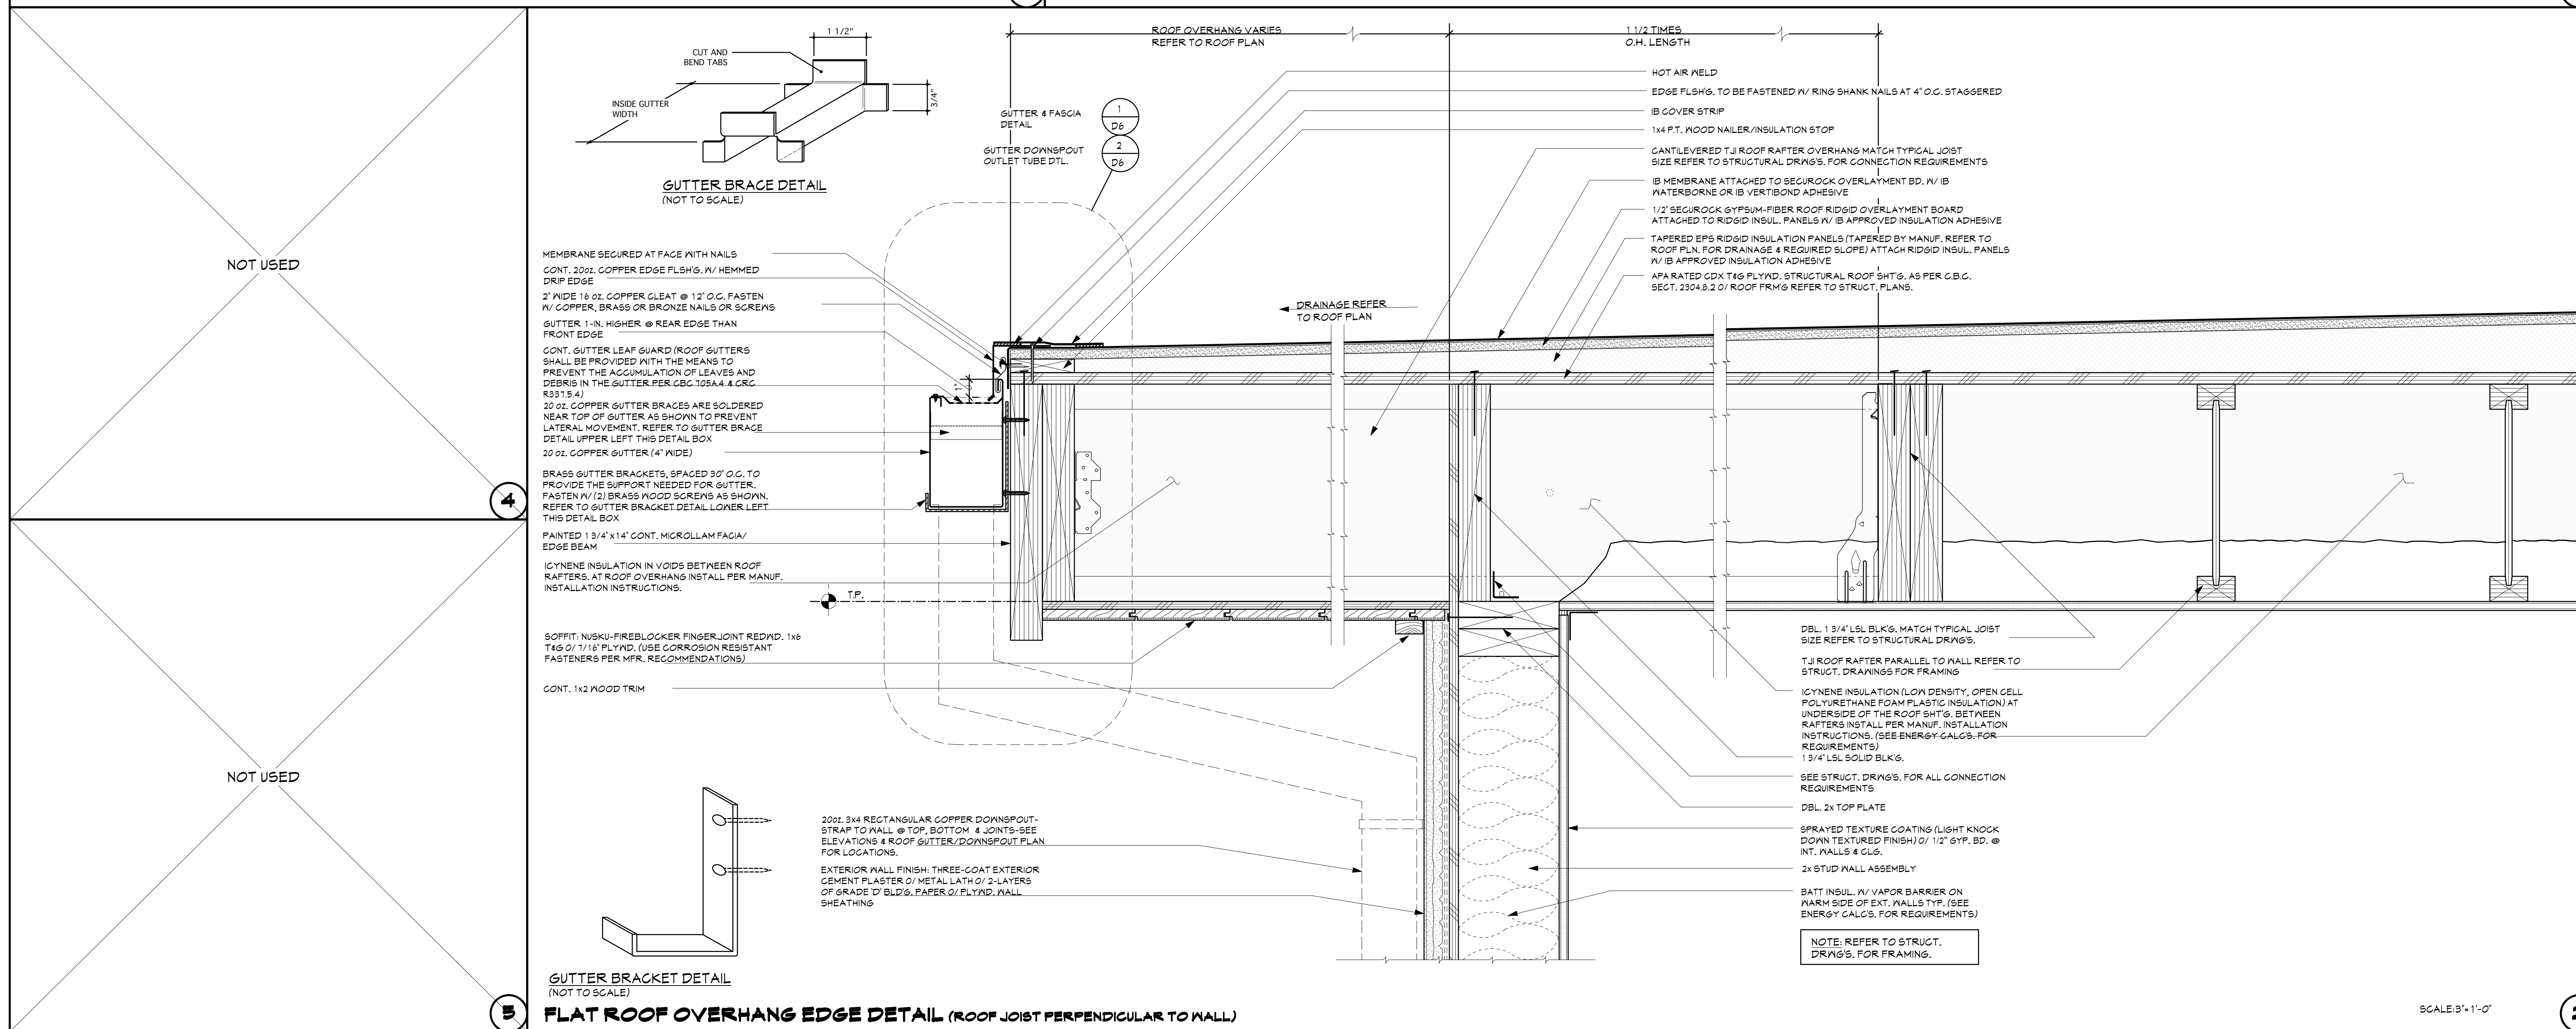 NOT USED
4
NOT USED
5
1 1/2"
CUT AND
BEND TABS
INSIDE GUTTER
WIDTH
3/4"
GUTTER BRACE DETAIL
(NOT TO SCALE)
ROOF OVERHANG VARIES
REFER TO ROOF PLAN
1 1/2 TIMES
O.H. LENGTH
GUTTER & FASCIA
DETAIL
1
D6
GUTTER DOWNSPOUT
OUTLET TUBE DTL.
2
D6
HOT AIR WELD
EDGE FLSH'G. TO BE FASTENED W/ RING SHANK NAILS AT 4" O.C. STAGGERED
IB COVER STRIP
1x4 P.T. WOOD NAILER/INSULATION STOP
CANTILEVERED TJI ROOF RAFTER OVERHANG MATCH TYPICAL JOIST
SIZE REFER TO STRUCTURAL DRWG'S. FOR CONNECTION REQUIREMENTS
IB MEMBRANE ATTACHED TO SECUROCK OVERLAYMENT BD. W/ IB
WATERBORNE OR IB VERTIBOND ADHESIVE
1/2" SECUROCK GYPSUM-FIBER ROOF RIDGID OVERLAYMENT BOARD
ATTACHED TO RIDGID INSUL. PANELS W/ IB APPROVED INSULATION ADHESIVE
TAPERED EPS RIDGID INSULATION PANELS (TAPERED BY MANUF. REFER TO
ROOF PLN. FOR DRAINAGE & REQUIRED SLOPE) ATTACH RIDGID INSUL. PANELS
W/ IB APPROVED INSULATION ADHESIVE
APA RATED CDX T&G PLYWD. STRUCTURAL ROOF SHT'G. AS PER C.B.C.
SECT. 2304.8.2 O/ ROOF FRM'G REFER TO STRUCT. PLANS.
DRAINAGE REFER
TO ROOF PLAN
MEMBRANE SECURED AT FACE WITH NAILS
CONT. 20oz. COPPER EDGE FLSH'G. W/ HEMMED
DRIP EDGE
2" WIDE 16 oz. COPPER CLEAT @ 12" O.C. FASTEN
W/ COPPER, BRASS OR BRONZE NAILS OR SCREWS
GUTTER 1-IN. HIGHER @ REAR EDGE THAN
FRONT EDGE
CONT. GUTTER LEAF GUARD (ROOF GUTTERS
SHALL BE PROVIDED WITH THE MEANS TO
PREVENT THE ACCUMULATION OF LEAVES AND
DEBRIS IN THE GUTTER PER CBC 705A.4 & CRC
R337.5.4)
20 oz. COPPER GUTTER BRACES ARE SOLDERED
NEAR TOP OF GUTTER AS SHOWN TO PREVENT
LATERAL MOVEMENT. REFER TO GUTTER BRACE
DETAIL UPPER LEFT THIS DETAIL BOX
20 oz. COPPER GUTTER (4" WIDE)
BRASS GUTTER BRACKETS, SPACED 30" O.C. TO
PROVIDE THE SUPPORT NEEDED FOR GUTTER.
FASTEN W/ (2) BRASS WOOD SCREWS AS SHOWN.
REFER TO GUTTER BRACKET DETAIL LOWER LEFT
THIS DETAIL BOX
PAINTED 1 3/4" x 14" CONT. MICROLLAM FACIA/
EDGE BEAM
ICYNENE INSULATION IN VOIDS BETWEEN ROOF
RAFTERS. AT ROOF OVERHANG INSTALL PER MANUF.
INSTALLATION INSTRUCTIONS.
1"
T.P.
SOFFIT: NUSKU-FIREBLOCKER FINGERJOINT REDWD. 1x6
T&G O/ 7/16" PLYWD. (USE CORROSION RESISTANT
FASTENERS PER MFR. RECOMMENDATIONS)
CONT. 1x2 WOOD TRIM
DBL. 1 3/4" LSL BLK'G. MATCH TYPICAL JOIST
SIZE REFER TO STRUCTURAL DRWG'S.
TJI ROOF RAFTER PARALLEL TO WALL REFER TO
STRUCT. DRAWINGS FOR FRAMING
ICYNENE INSULATION (LOW DENSITY, OPEN CELL
POLYURETHANE FOAM PLASTIC INSULATION) AT
UNDERSIDE OF THE ROOF SHT'G. BETWEEN
RAFTERS INSTALL PER MANUF. INSTALLATION
INSTRUCTIONS. (SEE ENERGY CALC'S. FOR
REQUIREMENTS)
1 3/4" LSL SOLID BLK'G.
SEE STRUCT. DRWG'S. FOR ALL CONNECTION
REQUIREMENTS
DBL. 2x TOP PLATE
SPRAYED TEXTURE COATING (LIGHT KNOCK
DOWN TEXTURED FINISH) O/ 1/2" GYP. BD. @
INT. WALLS & CLG.
2x STUD WALL ASSEMBLY
BATT INSUL. W/ VAPOR BARRIER ON
WARM SIDE OF EXT. WALLS TYP. (SEE
ENERGY CALC'S. FOR REQUIREMENTS)
NOTE: REFER TO STRUCT.
DRWG'S. FOR FRAMING.
20oz. 3x4 RECTANGULAR COPPER DOWNSPOUT-
STRAP TO WALL @ TOP, BOTTOM & JOINTS-SEE
ELEVATIONS & ROOF GUTTER/DOWNSPOUT PLAN
FOR LOCATIONS.
EXTERIOR WALL FINISH: THREE-COAT EXTERIOR
CEMENT PLASTER O/ METAL LATH O/ 2-LAYERS
OF GRADE 'D' BLD'G. PAPER O/ PLYWD. WALL
SHEATHING
GUTTER BRACKET DETAIL
(NOT TO SCALE)
FLAT ROOF OVERHANG EDGE DETAIL (ROOF JOIST PERPENDICULAR TO WALL)
SCALE:3"=1'-0"